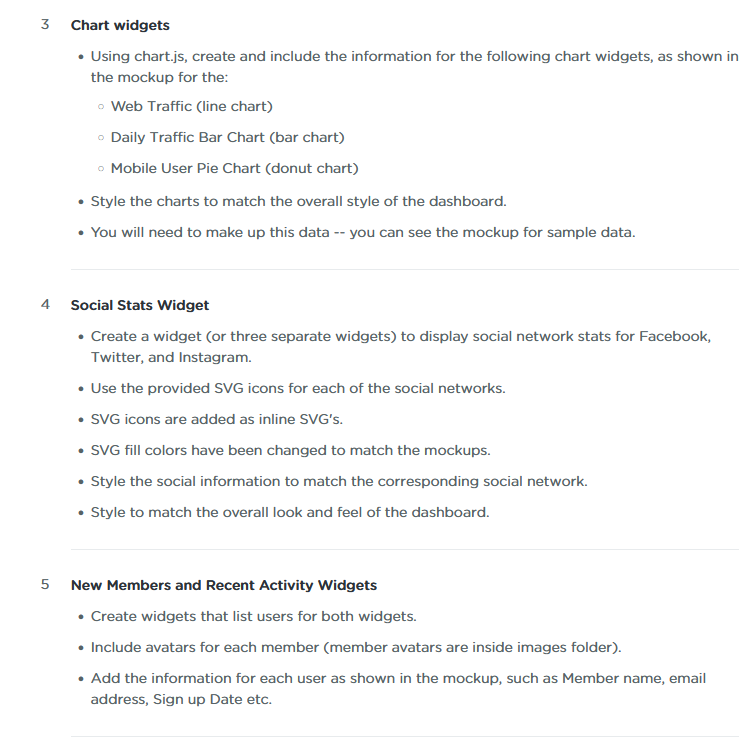 3 Chart widgets
• Using chart.js, create and include the information for the following chart widgets, as shown in
the mockup for the:
○ Web Traffic (line chart)
○ Daily Traffic Bar Chart (bar chart)
○ Mobile User Pie Chart (donut chart)
• Style the charts to match the overall style of the dashboard.
• You will need to make up this data -- you can see the mockup for sample data.
4 Social Stats Widget
• Create a widget (or three separate widgets) to display social network stats for Facebook,
Twitter, and Instagram.
• Use the provided SVG icons for each of the social networks.
• SVG icons are added as inline SVG's.
• SVG fill colors have been changed to match the mockups.
• Style the social information to match the corresponding social network.
• Style to match the overall look and feel of the dashboard.
5 New Members and Recent Activity Widgets
• Create widgets that list users for both widgets.
• Include avatars for each member (member avatars are inside images folder).
• Add the information for each user as shown in the mockup, such as Member name, email
address, Sign up Date etc.